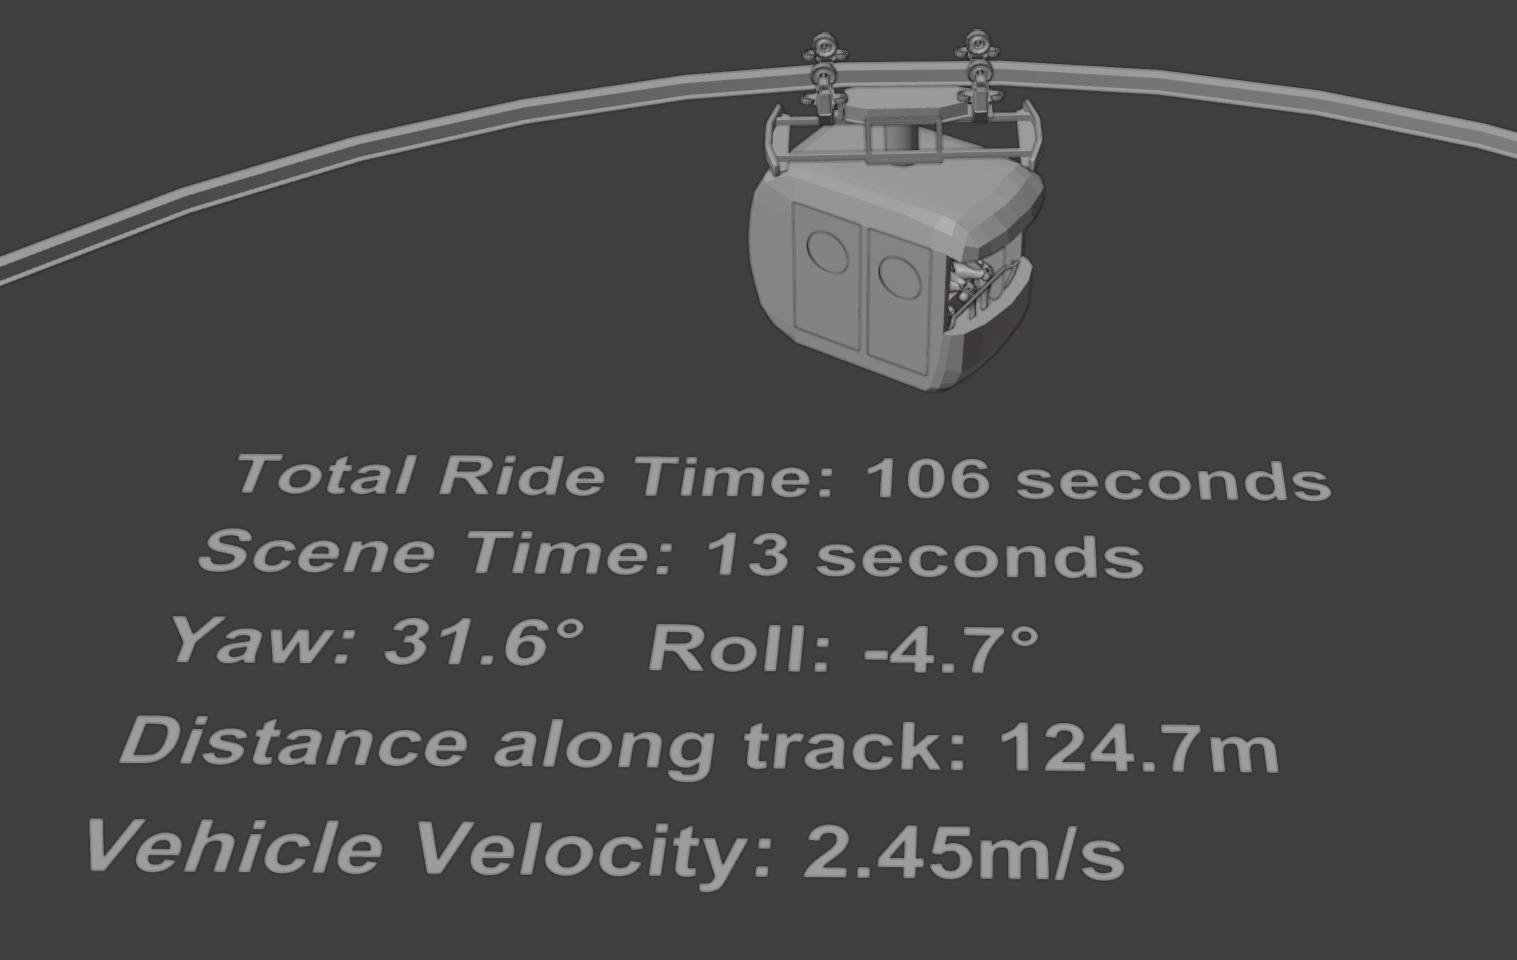 Total Ride Time: 106 seconds
Scene Time: 13 seconds
Yaw: 31.6° Roll: -4.7°
Distance along track: 124.7m
Vehicle Velocity: 2.45m/s